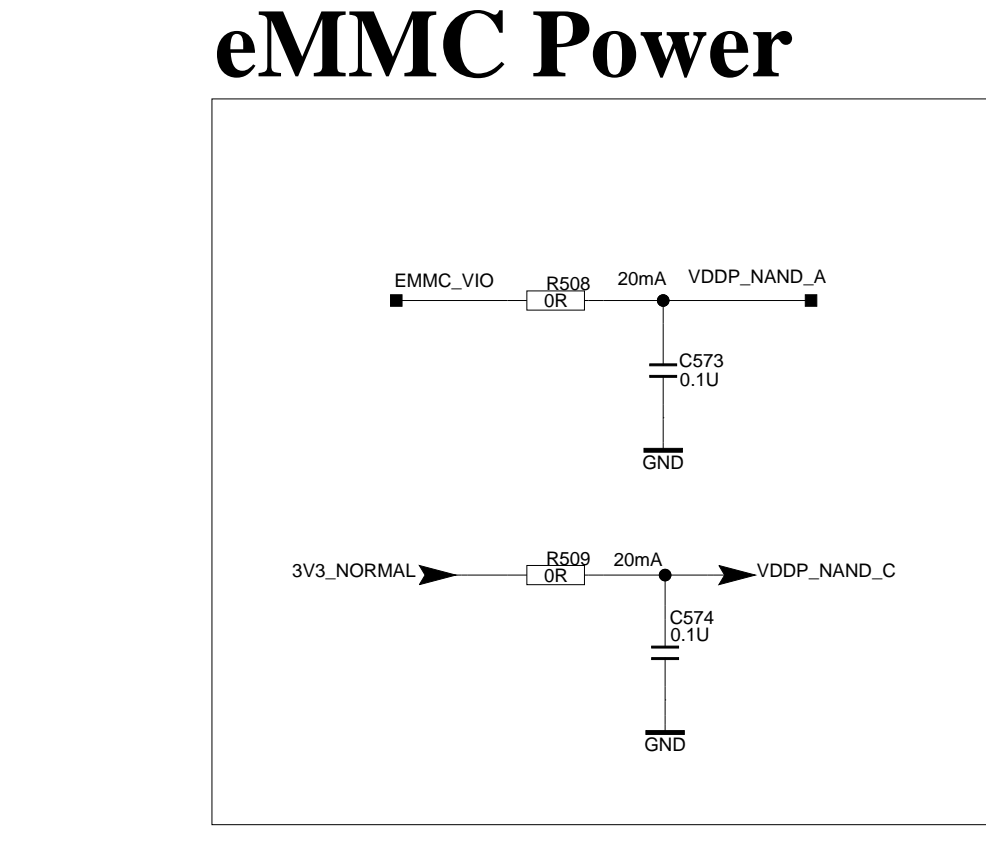 eMMC Power
EMMC_VIO
R508
0R
20mA
VDDP_NAND_A
C573
0.1U
GND
3V3_NORMAL
R509
0R
20mA
VDDP_NAND_C
C574
0.1U
GND